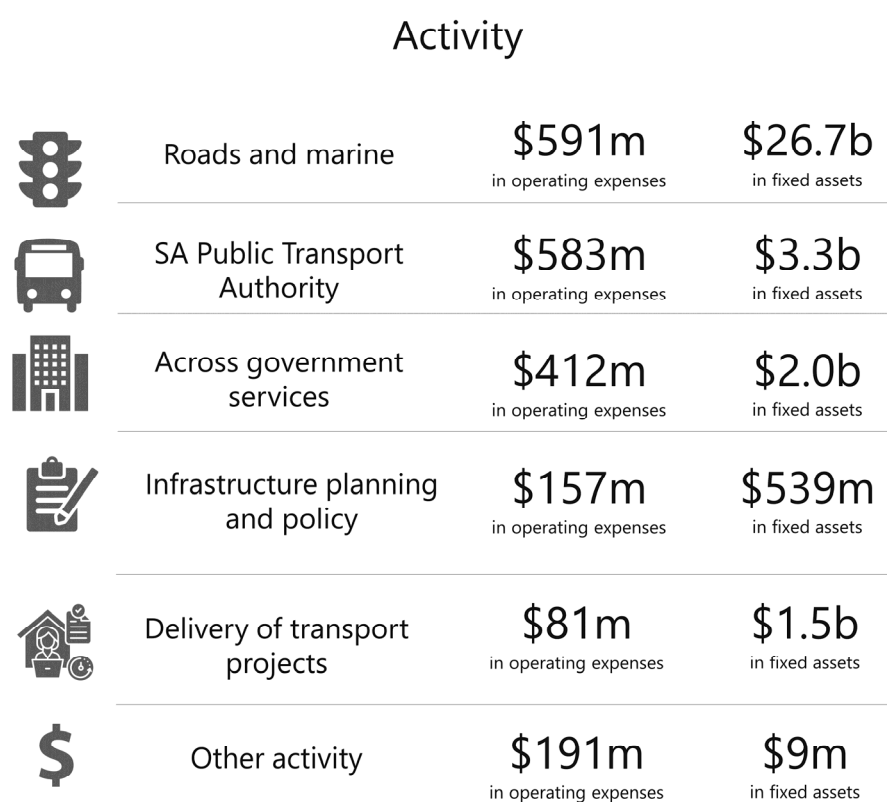 Activity
Roads and marine
$591m
in operating expenses
$26.7b
in fixed assets
SA Public Transport
Authority
$583m
in operating expenses
$3.3b
in fixed assets
Across government
services
$412m
in operating expenses
$2.0b
in fixed assets
Infrastructure planning
and policy
$157m
in operating expenses
$539m
in fixed assets
Delivery of transport
projects
$81m
in operating expenses
$1.5b
in fixed assets
$
Other activity
$191m
in operating expenses
$9m
in fixed assets